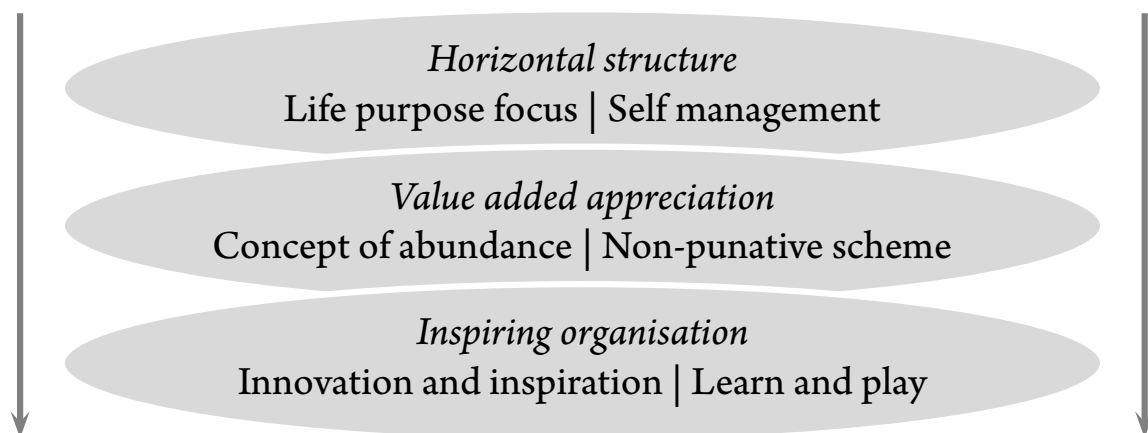 Horizontal structure
Life purpose focus | Self management
Value added appreciation
Concept of abundance | Non-punative scheme
Inspiring organisation
Innovation and inspiration | Learn and play